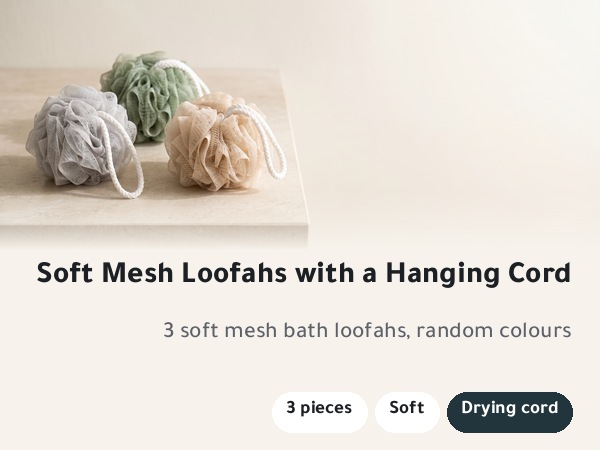 Soft Mesh Loofahs with a Hanging Cord
3 soft mesh bath loofahs, random colours
3 pieces
Soft
Drying cord